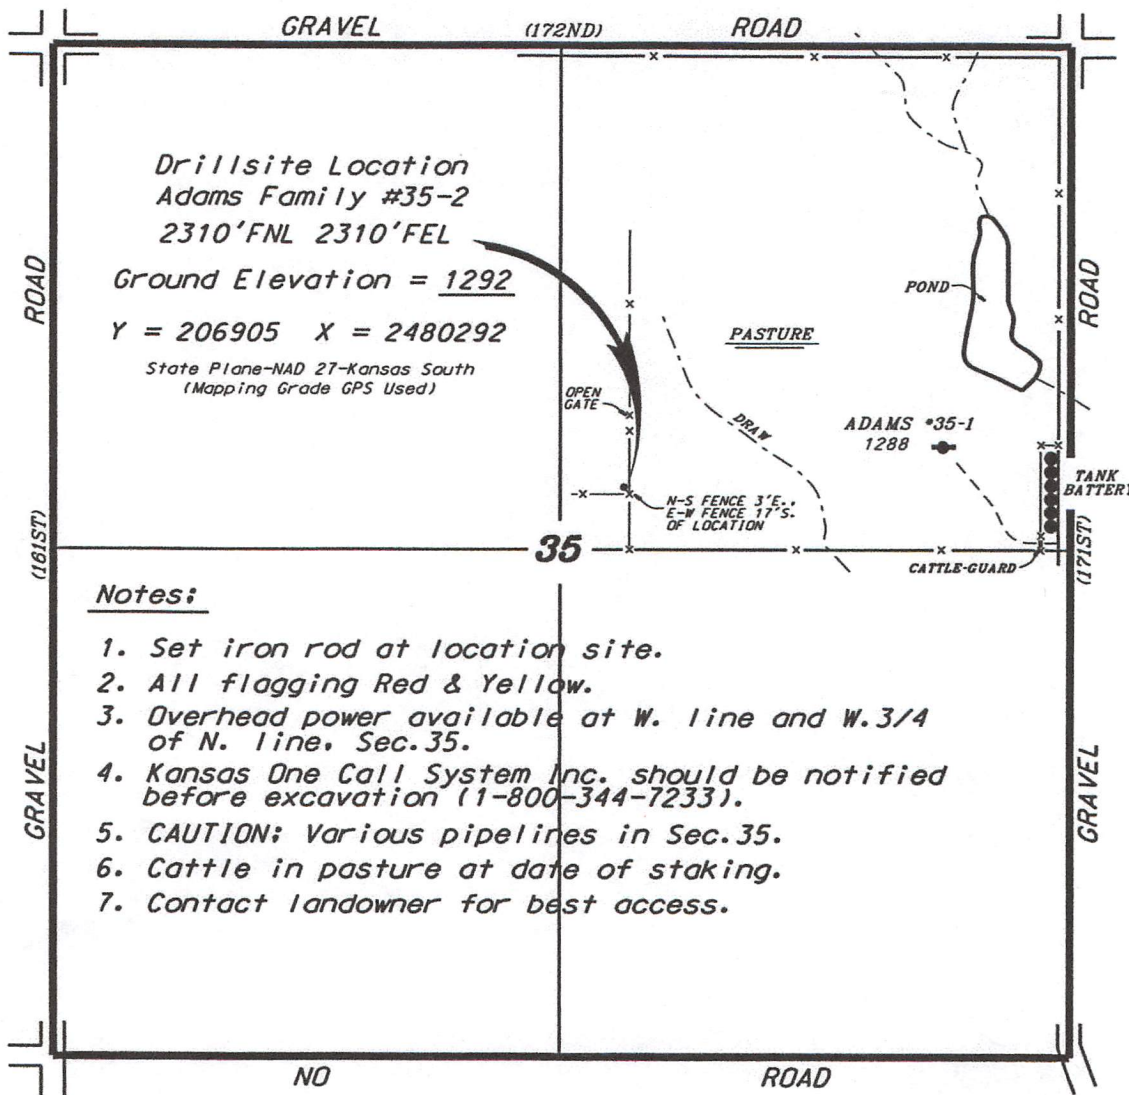 GRAVEL (172ND) ROAD
Drillsite Location
Adams Family #35-2
2310'FNL 2310'FEL
Ground Elevation = 1292
Y = 206905 X = 2480292
State Plane-NAD 27-Kansas South
(Mapping Grade GPS Used)
ROAD
(161ST)
GRAVEL
POND
PASTURE
OPEN
GATE
DRAW
ADAMS #35-1
1288
N-S FENCE 3'E.,
E-W FENCE 17'S.
OF LOCATION
TANK
BATTERY
CATTLE-GUARD
ROAD
(171ST)
GRAVEL
35
Notes:
1. Set iron rod at location site.
2. All flagging Red & Yellow.
3. Overhead power available at W. line and W.3/4
of N. line, Sec.35.
4. Kansas One Call System Inc. should be notified
before excavation (1-800-344-7233).
5. CAUTION: Various pipelines in Sec.35.
6. Cattle in pasture at date of staking.
7. Contact landowner for best access.
NO ROAD